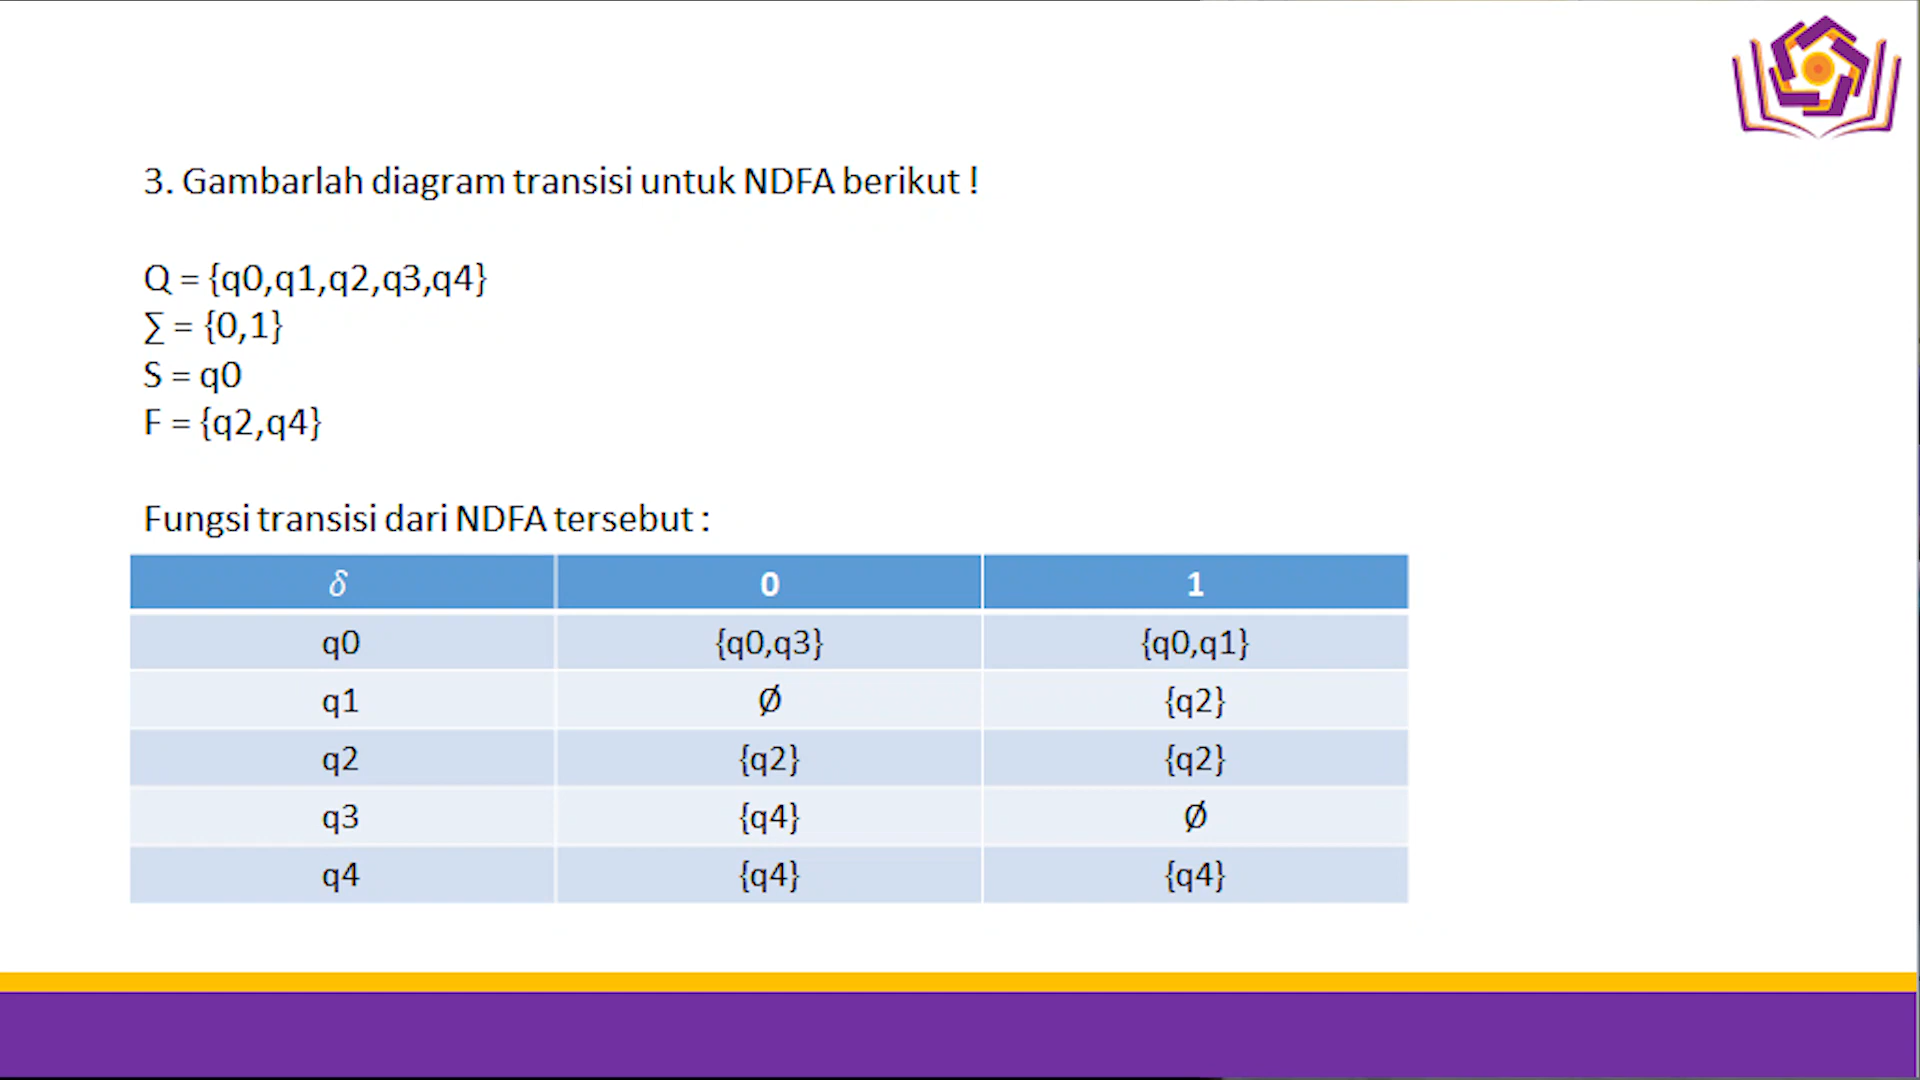 3. Gambarlah diagram transisi untuk NDFA berikut !
Q = {q0,q1,q2,q3,q4}
∑ = {0,1}
S = q0
F = {q2,q4}
Fungsi transisi dari NDFA tersebut :
δ 0 1
q0 {q0,q3} {q0,q1}
q1 Ø {q2}
q2 {q2} {q2}
q3 {q4} Ø
q4 {q4} {q4}